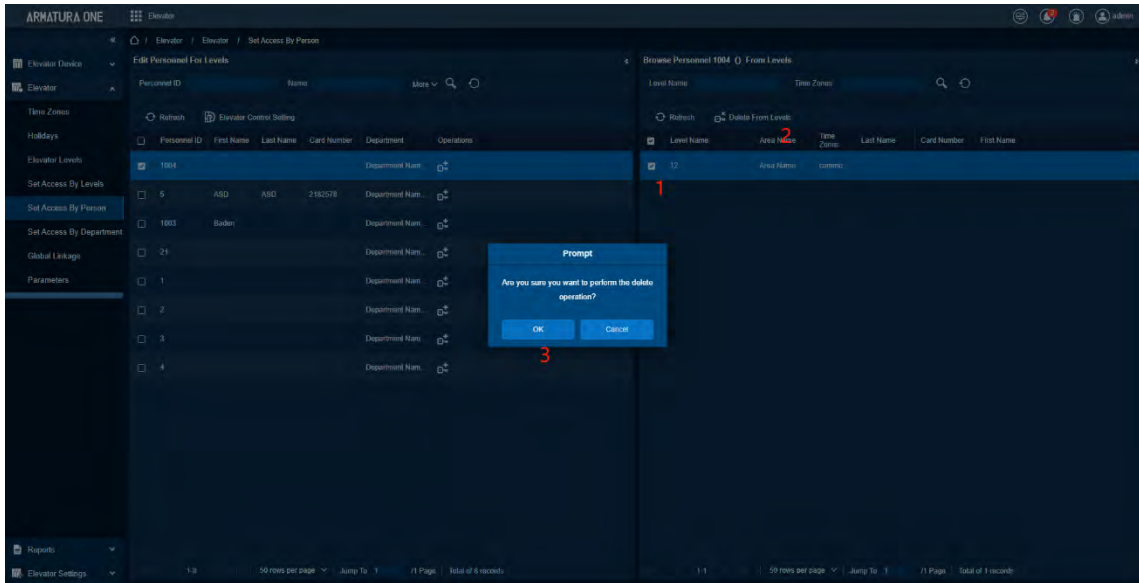 ARMATURA ONE
Elevator
admin
Elevator / Elevator / Set Access By Person
Elevator Device
Elevator
Time Zones
Holidays
Elevator Levels
Set Access By Levels
Set Access By Person
Set Access By Department
Global Linkage
Parameters
Reports
Elevator Settings
Edit Personnel For Levels
Personnel ID Name More
Refresh Elevator Control Setting
Personnel ID First Name Last Name Card Number Department Operations
1004 Department Nam...
5 ASD ASD 2182578 Department Nam...
1003 Baden Department Nam...
21 Department Nam...
1 Department Nam...
2 Department Nam...
3 Department Nam...
4 Department Nam...
1-8 50 rows per page Jump To 1 /1 Page Total of 8 records
Browse Personnel 1004 () From Levels
Level Name Time Zones
Refresh Delete From Levels
2
Level Name Area Name Time Zones Last Name Card Number First Name
Area Name
1
1-1 50 rows per page Jump To 1 /1 Page Total of 1 records
Prompt
Are you sure you want to perform the delete
operation?
OK Cancel
3